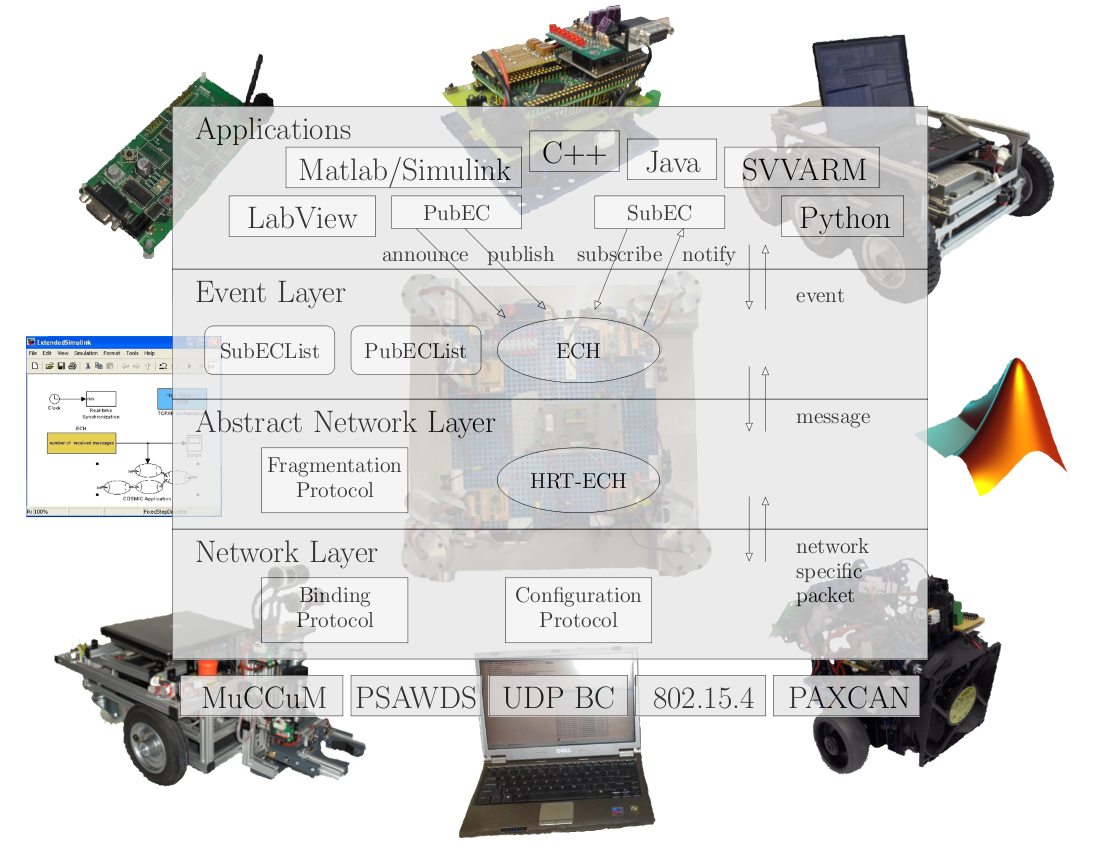 Applications
C++
Matlab/Simulink
Java
SVVARM
LabView
PubEC
SubEC
Python
announce
publish
subscribe
notify
Event Layer
event
SubECList
PubECList
ECH
Abstract Network Layer
message
Fragmentation
Protocol
HRT-ECH
Network Layer
network
specific
packet
Binding
Protocol
Configuration
Protocol
MuCCuM
PSAWDS
UDP BC
802.15.4
PAXCAN
ExtendedSimulink
File Edit View Simulation Format Tools Help
Clock
Real-time
Synchronization
ECH
number of received messages
COSMIC Application
100%
DELL